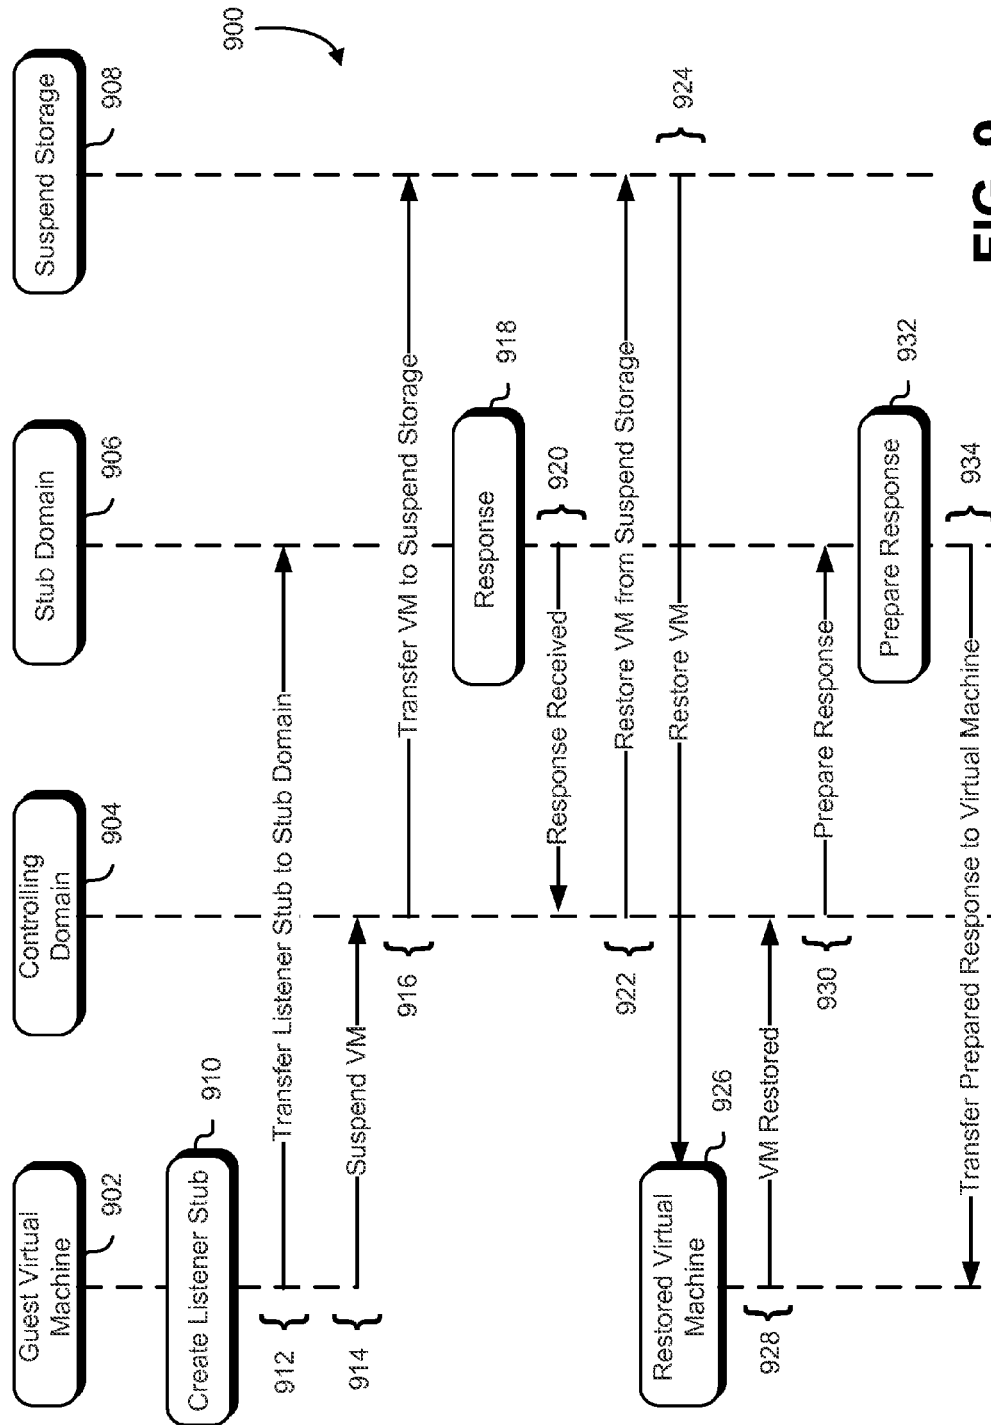 900
Guest Virtual
Machine
902
Controlling
Domain
904
Stub Domain
906
Suspend Storage
908
Create Listener Stub
910
912
Transfer Listener Stub to Stub Domain
914
Suspend VM
916
Transfer VM to Suspend Storage
Response
918
920
Response Received
922
Restore VM from Suspend Storage
924
Restore VM
Restored Virtual
Machine
926
928
VM Restored
930
Prepare Response
Prepare Response
932
934
Transfer Prepared Response to Virtual Machine
FIG.